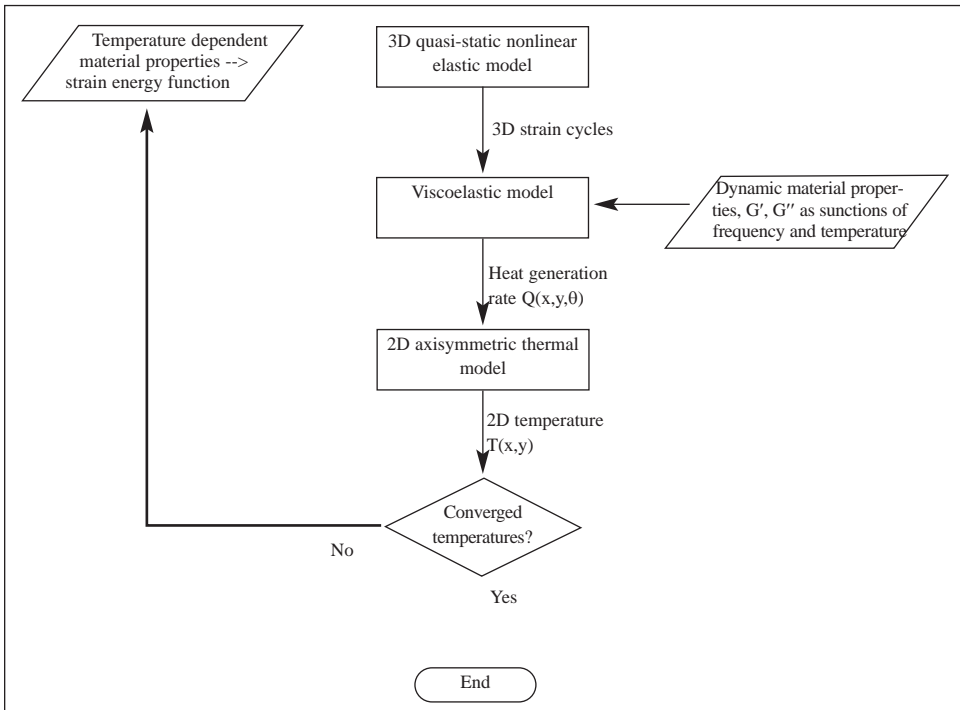 Temperature dependent
material properties -->
strain energy function
3D quasi-static nonlinear
elastic model
3D strain cycles
Viscoelastic model
Dynamic material proper-
ties, G′, G′′ as sunctions of
frequency and temperature
Heat generation
rate Q(x,y,θ)
2D axisymmetric thermal
model
2D temperature
T(x,y)
Converged
temperatures?
No
Yes
End